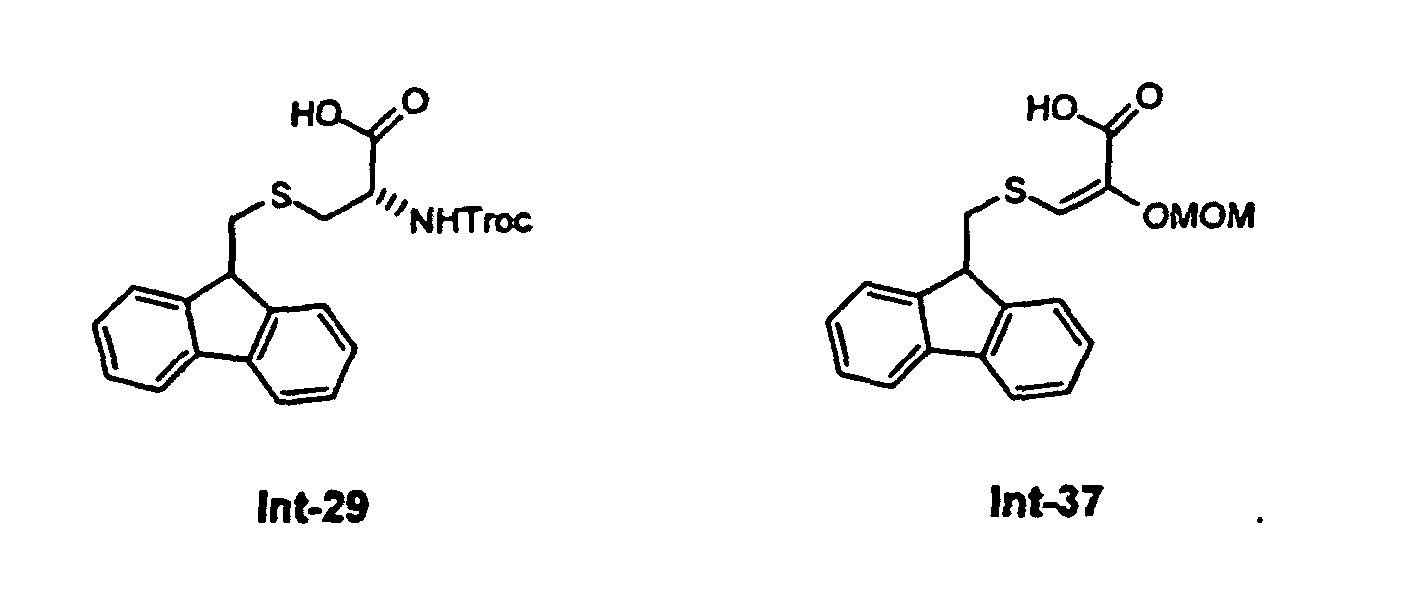 HO O
S
NHTroc
Int-29
HO O
S
OMOM
Int-37